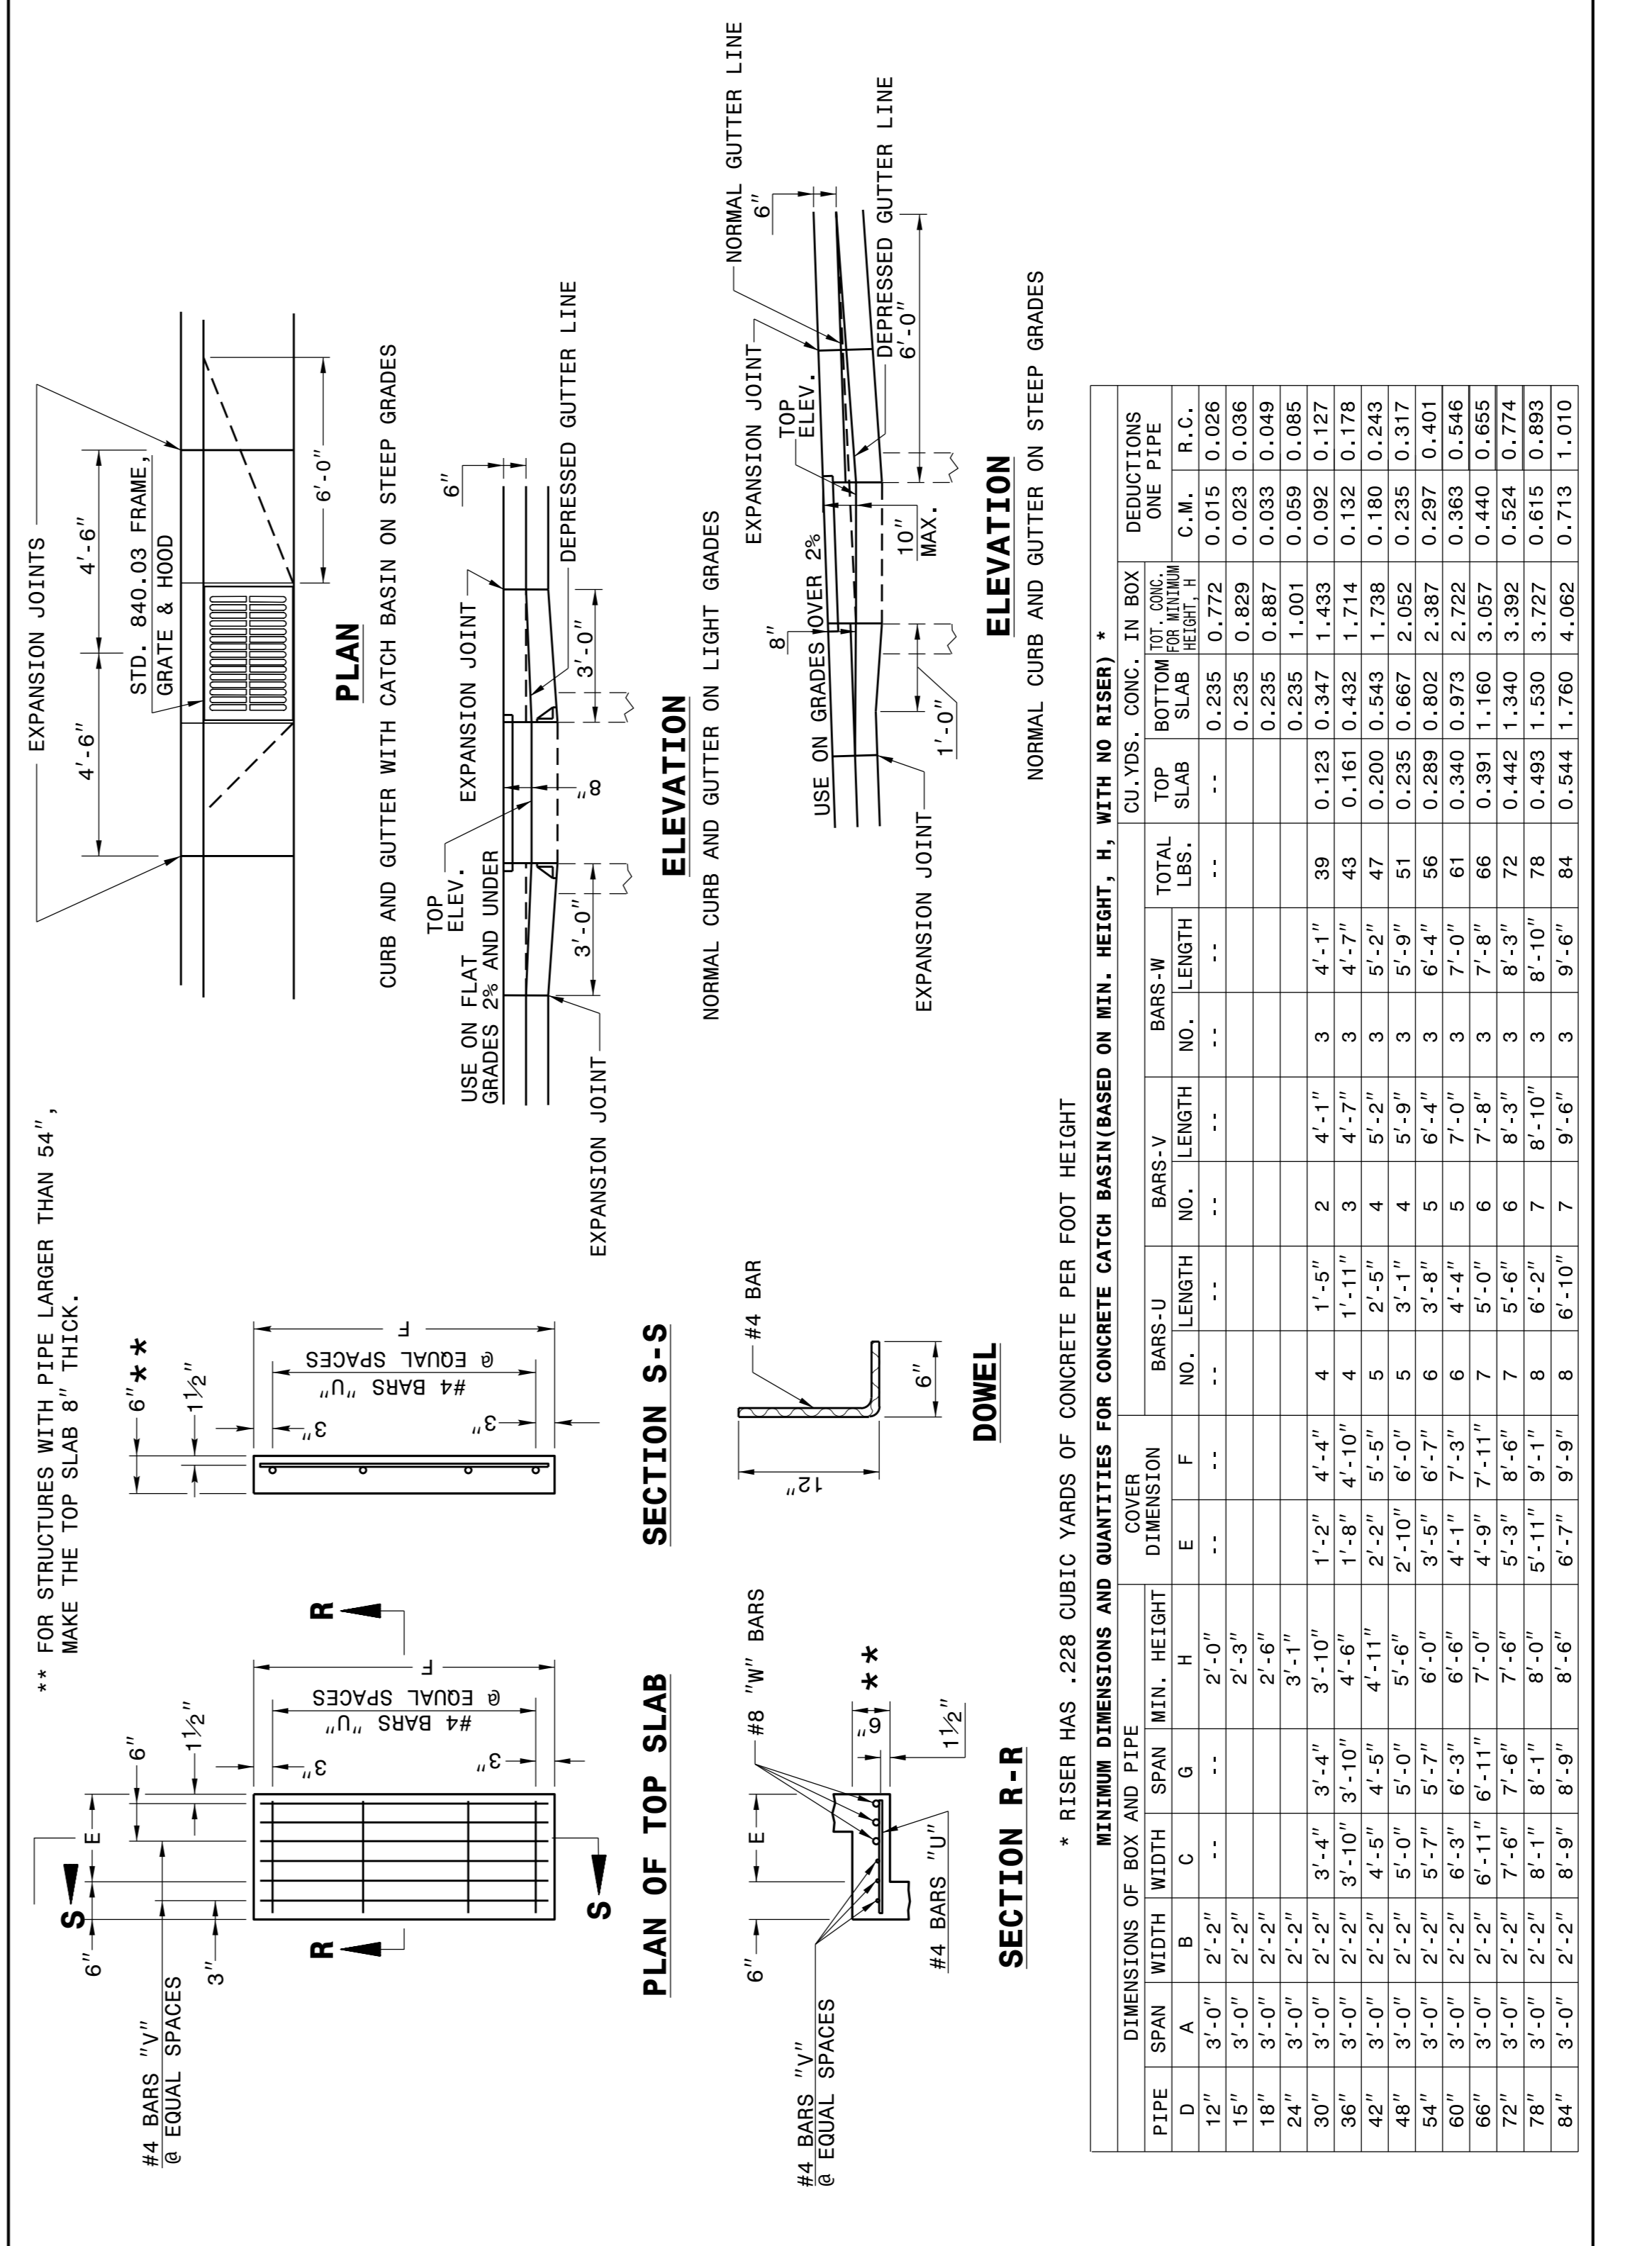 ** FOR STRUCTURES WITH PIPE LARGER THAN 54",
MAKE THE TOP SLAB 8" THICK.
#4 BARS "V"
@ EQUAL SPACES
6"
3"
S
E
6"
1½"
R
R
3"
#4 BARS "U"
@ EQUAL SPACES
F
3"
S
PLAN OF TOP SLAB
6"**
1½"
3"
#4 BARS "U"
@ EQUAL SPACES
F
3"
SECTION S-S
#4 BARS "V"
@ EQUAL SPACES
6"
E
#8 "W" BARS
6"
**
1½"
#4 BARS "U"
SECTION R-R
#4 BAR
12"
6"
DOWEL
EXPANSION JOINTS
4'-6"
4'-6"
STD. 840.03 FRAME,
GRATE & HOOD
6'-0"
PLAN
CURB AND GUTTER WITH CATCH BASIN ON STEEP GRADES
USE ON FLAT
GRADES 2% AND UNDER
TOP
ELEV.
EXPANSION JOINT
6"
8"
3'-0"
3'-0"
DEPRESSED GUTTER LINE
EXPANSION JOINT
ELEVATION
NORMAL CURB AND GUTTER ON LIGHT GRADES
NORMAL GUTTER LINE
6"
EXPANSION JOINT
TOP
ELEV.
USE ON GRADES OVER 2%
8"
10"
MAX.
DEPRESSED GUTTER LINE
6'-0"
1'-0"
EXPANSION JOINT
ELEVATION
NORMAL CURB AND GUTTER ON STEEP GRADES
* RISER HAS .228 CUBIC YARDS OF CONCRETE PER FOOT HEIGHT
MINIMUM DIMENSIONS AND QUANTITIES FOR CONCRETE CATCH BASIN(BASED ON MIN. HEIGHT, H, WITH NO RISER) *
DIMENSIONS OF BOX AND PIPE COVER DIMENSION BARS-U BARS-V BARS-W TOTAL LBS. CU.YDS. CONC. IN BOX DEDUCTIONS ONE PIPE
PIPE SPAN WIDTH WIDTH SPAN MIN. HEIGHT TOP SLAB BOTTOM SLAB TOT. CONC. FOR MINIMUM HEIGHT, H
D A B C G H E F NO. LENGTH NO. LENGTH NO. LENGTH C.M. R.C.
12" 3'-0" 2'-2" -- -- 2'-0" -- -- -- -- -- -- -- -- -- -- 0.235 0.772 0.015 0.026
15" 3'-0" 2'-2" 2'-3" 0.235 0.829 0.023 0.036
18" 3'-0" 2'-2" 2'-6" 0.235 0.887 0.033 0.049
24" 3'-0" 2'-2" 3'-1" 0.235 1.001 0.059 0.085
30" 3'-0" 2'-2" 3'-4" 3'-4" 3'-10" 1'-2" 4'-4" 4 1'-5" 2 4'-1" 3 4'-1" 39 0.123 0.347 1.433 0.092 0.127
36" 3'-0" 2'-2" 3'-10" 3'-10" 4'-6" 1'-8" 4'-10" 4 1'-11" 3 4'-7" 3 4'-7" 43 0.161 0.432 1.714 0.132 0.178
42" 3'-0" 2'-2" 4'-5" 4'-5" 4'-11" 2'-2" 5'-5" 5 2'-5" 4 5'-2" 3 5'-2" 47 0.200 0.543 1.738 0.180 0.243
48" 3'-0" 2'-2" 5'-0" 5'-0" 5'-6" 2'-10" 6'-0" 5 3'-1" 4 5'-9" 3 5'-9" 51 0.235 0.667 2.052 0.235 0.317
54" 3'-0" 2'-2" 5'-7" 5'-7" 6'-0" 3'-5" 6'-7" 6 3'-8" 5 6'-4" 3 6'-4" 56 0.289 0.802 2.387 0.297 0.401
60" 3'-0" 2'-2" 6'-3" 6'-3" 6'-6" 4'-1" 7'-3" 6 4'-4" 5 7'-0" 3 7'-0" 61 0.340 0.973 2.722 0.363 0.546
66" 3'-0" 2'-2" 6'-11" 6'-11" 7'-0" 4'-9" 7'-11" 7 5'-0" 6 7'-8" 3 7'-8" 66 0.391 1.160 3.057 0.440 0.655
72" 3'-0" 2'-2" 7'-6" 7'-6" 7'-6" 5'-3" 8'-6" 7 5'-6" 6 8'-3" 3 8'-3" 72 0.442 1.340 3.392 0.524 0.774
78" 3'-0" 2'-2" 8'-1" 8'-1" 8'-0" 5'-11" 9'-1" 8 6'-2" 7 8'-10" 3 8'-10" 78 0.493 1.530 3.727 0.615 0.893
84" 3'-0" 2'-2" 8'-9" 8'-9" 8'-6" 6'-7" 9'-9" 8 6'-10" 7 9'-6" 3 9'-6" 84 0.544 1.760 4.062 0.713 1.010